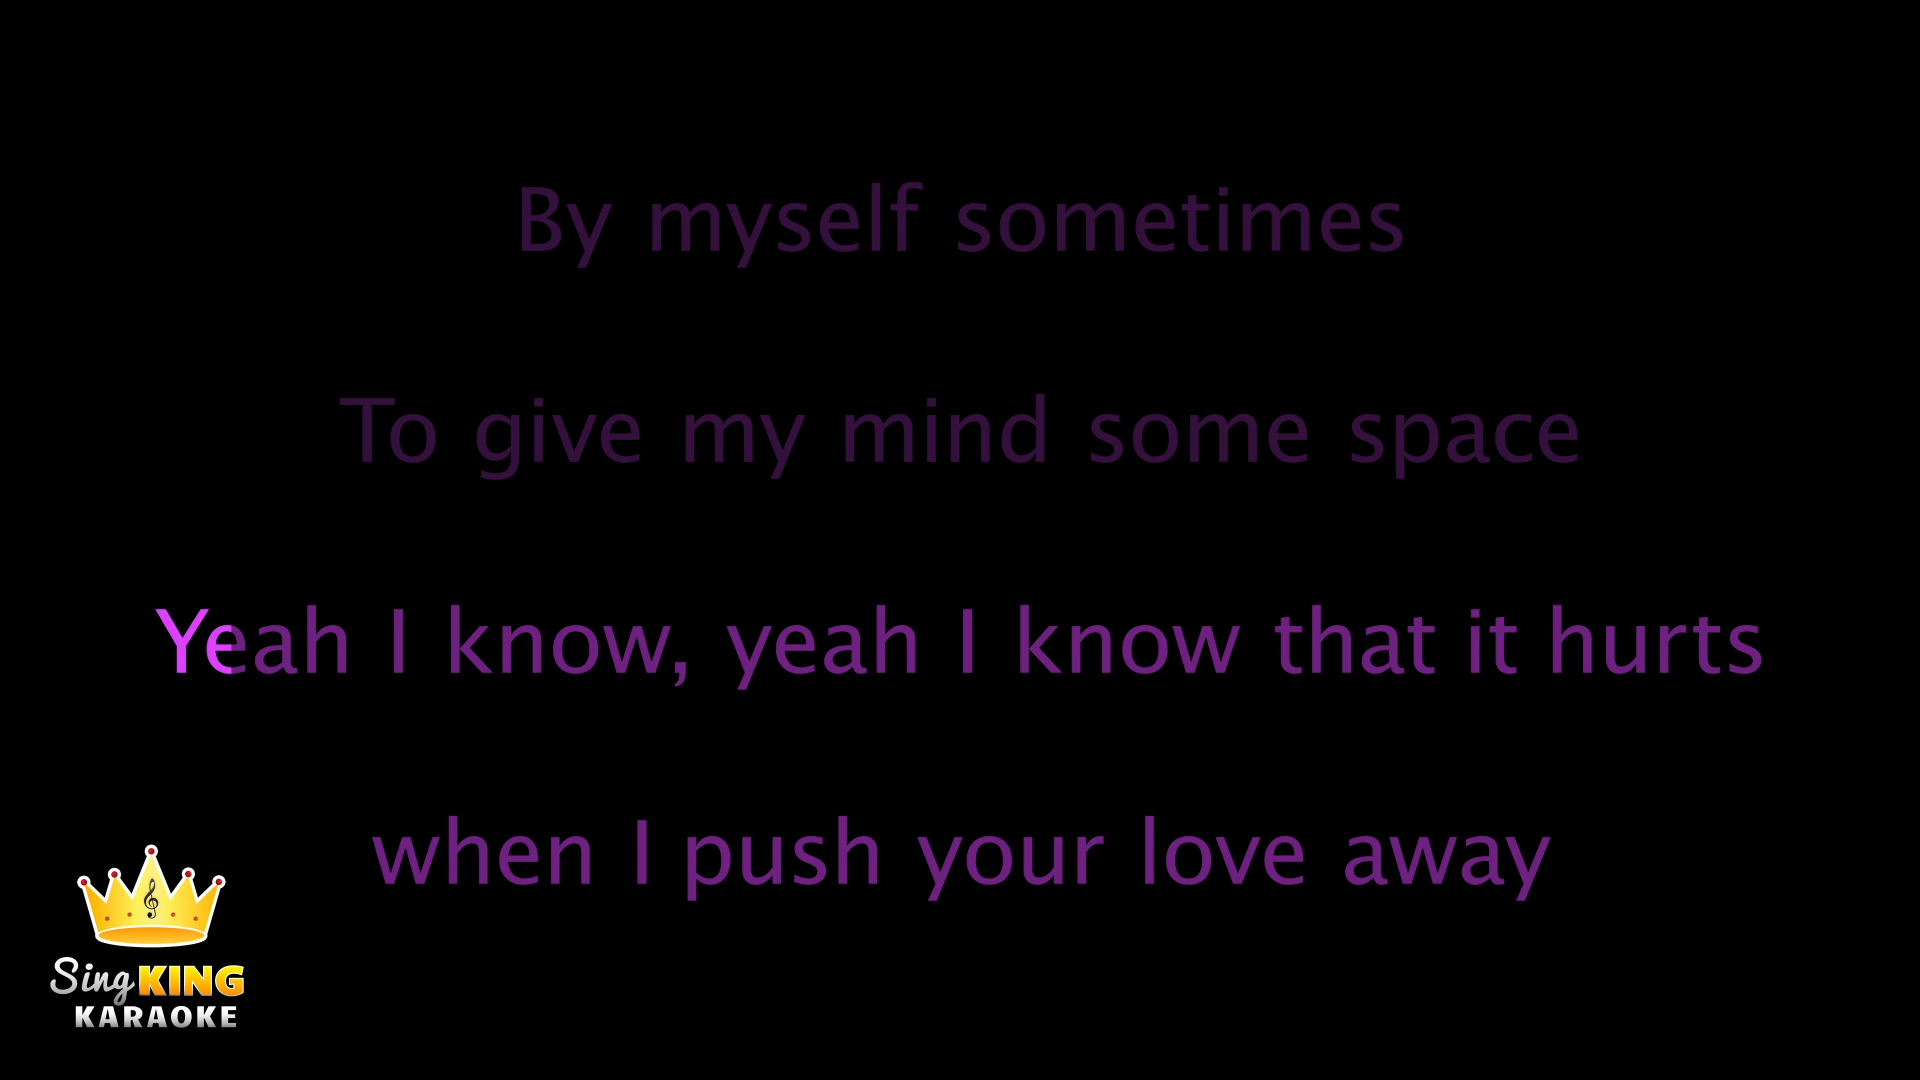 By myself sometimes
To give my mind some space
Yeah I know, yeah I know that it hurts
when I push your love away
Sing KING
KARAOKE